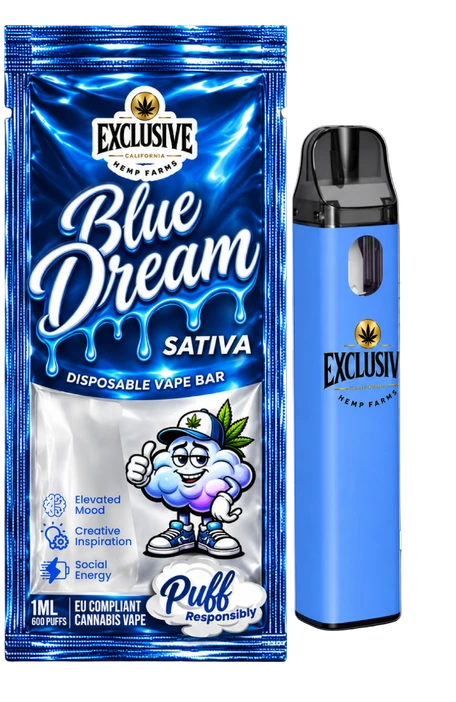 EXCLUSIVE
CALIFORNIA
HEMP FARMS
Blue
Dream
SATIVA
DISPOSABLE VAPE BAR
Elevated
Mood
Creative
Inspiration
Social
Energy
1ML
600 PUFFS
EU COMPLIANT
CANNABIS VAPE
Puff
Responsibly
EXCLUSIV
HEMP FARMS